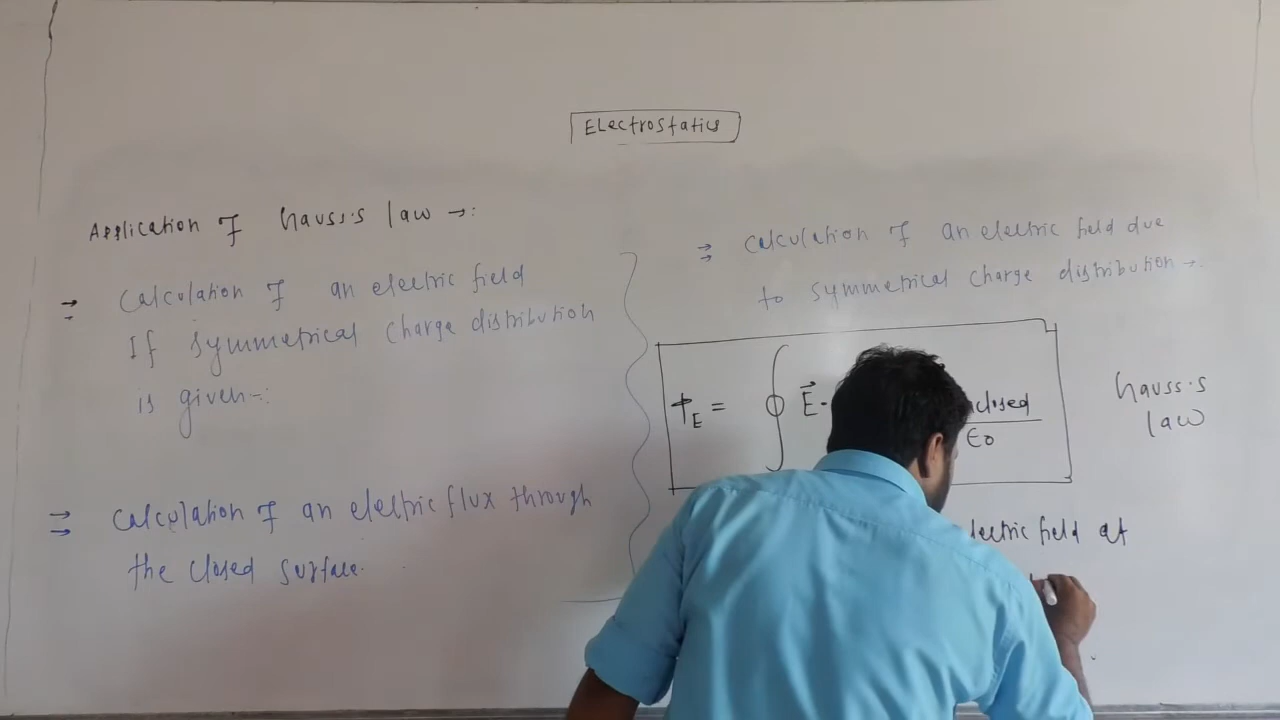 Electrostatics
Application of Gauss's law →:
⇒ Calculation of an electric field
If symmetrical charge distribution
is given-:
⇒ Calculation of an electric flux through
the closed surface.
⇒ Calculation of an electric field due
to symmetrical charge distribution →.
ϕE = ∮ E⃗. closed
ε0
Gauss's
law
electric field at